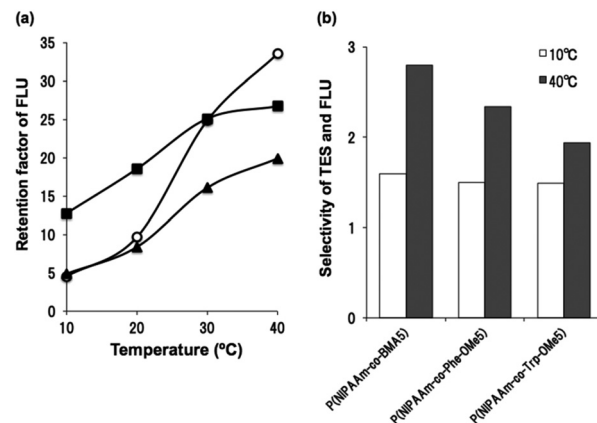 (a)
Retention factor of FLU
35
30
25
20
15
10
5
0
10
20
30
40
Temperature (ºC)
(b)
Selectivity of TES and FLU
3
2
1
0
10ºC
40ºC
P(NIPAAm-co-BMA5)
P(NIPAAm-co-Phe-OMe5)
P(NIPAAm-co-Trp-OMe5)